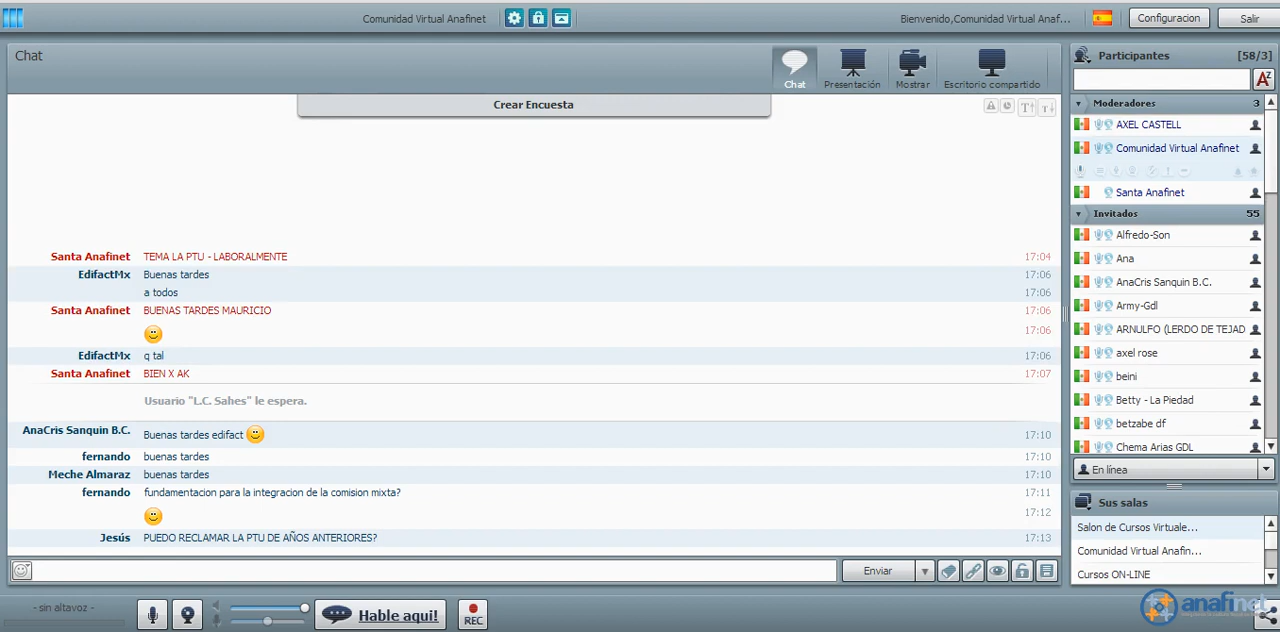 Comunidad Virtual Anafinet
Bienvenido,Comunidad Virtual Anaf...
Configuracion
Salir
Chat
Chat
Presentación
Mostrar
Escritorio compartido
Participantes
[58/3]
Crear Encuesta
Moderadores 3
AXEL CASTELL
Comunidad Virtual Anafinet
Santa Anafinet
Invitados 55
Alfredo-Son
Ana
AnaCris Sanquin B.C.
Army-Gdl
ARNULFO (LERDO DE TEJAD
axel rose
beini
Betty - La Piedad
betzabe df
Chema Arias GDL
En línea
Sus salas
Salon de Cursos Virtuale...
Comunidad Virtual Anafin...
Cursos ON-LINE
Santa Anafinet TEMA LA PTU - LABORALMENTE 17:04
EdifactMx Buenas tardes 17:06
a todos 17:06
Santa Anafinet BUENAS TARDES MAURICIO 17:06
17:06
EdifactMx q tal 17:06
Santa Anafinet BIEN X AK 17:07
Usuario "L.C. Sahes" le espera.
AnaCris Sanquin B.C. Buenas tardes edifact 17:10
fernando buenas tardes 17:10
Meche Almaraz buenas tardes 17:10
fernando fundamentacion para la integracion de la comision mixta? 17:11
17:12
Jesús PUEDO RECLAMAR LA PTU DE AÑOS ANTERIORES? 17:13
Enviar
- sin altavoz -
Hable aqui!
REC
anafinet